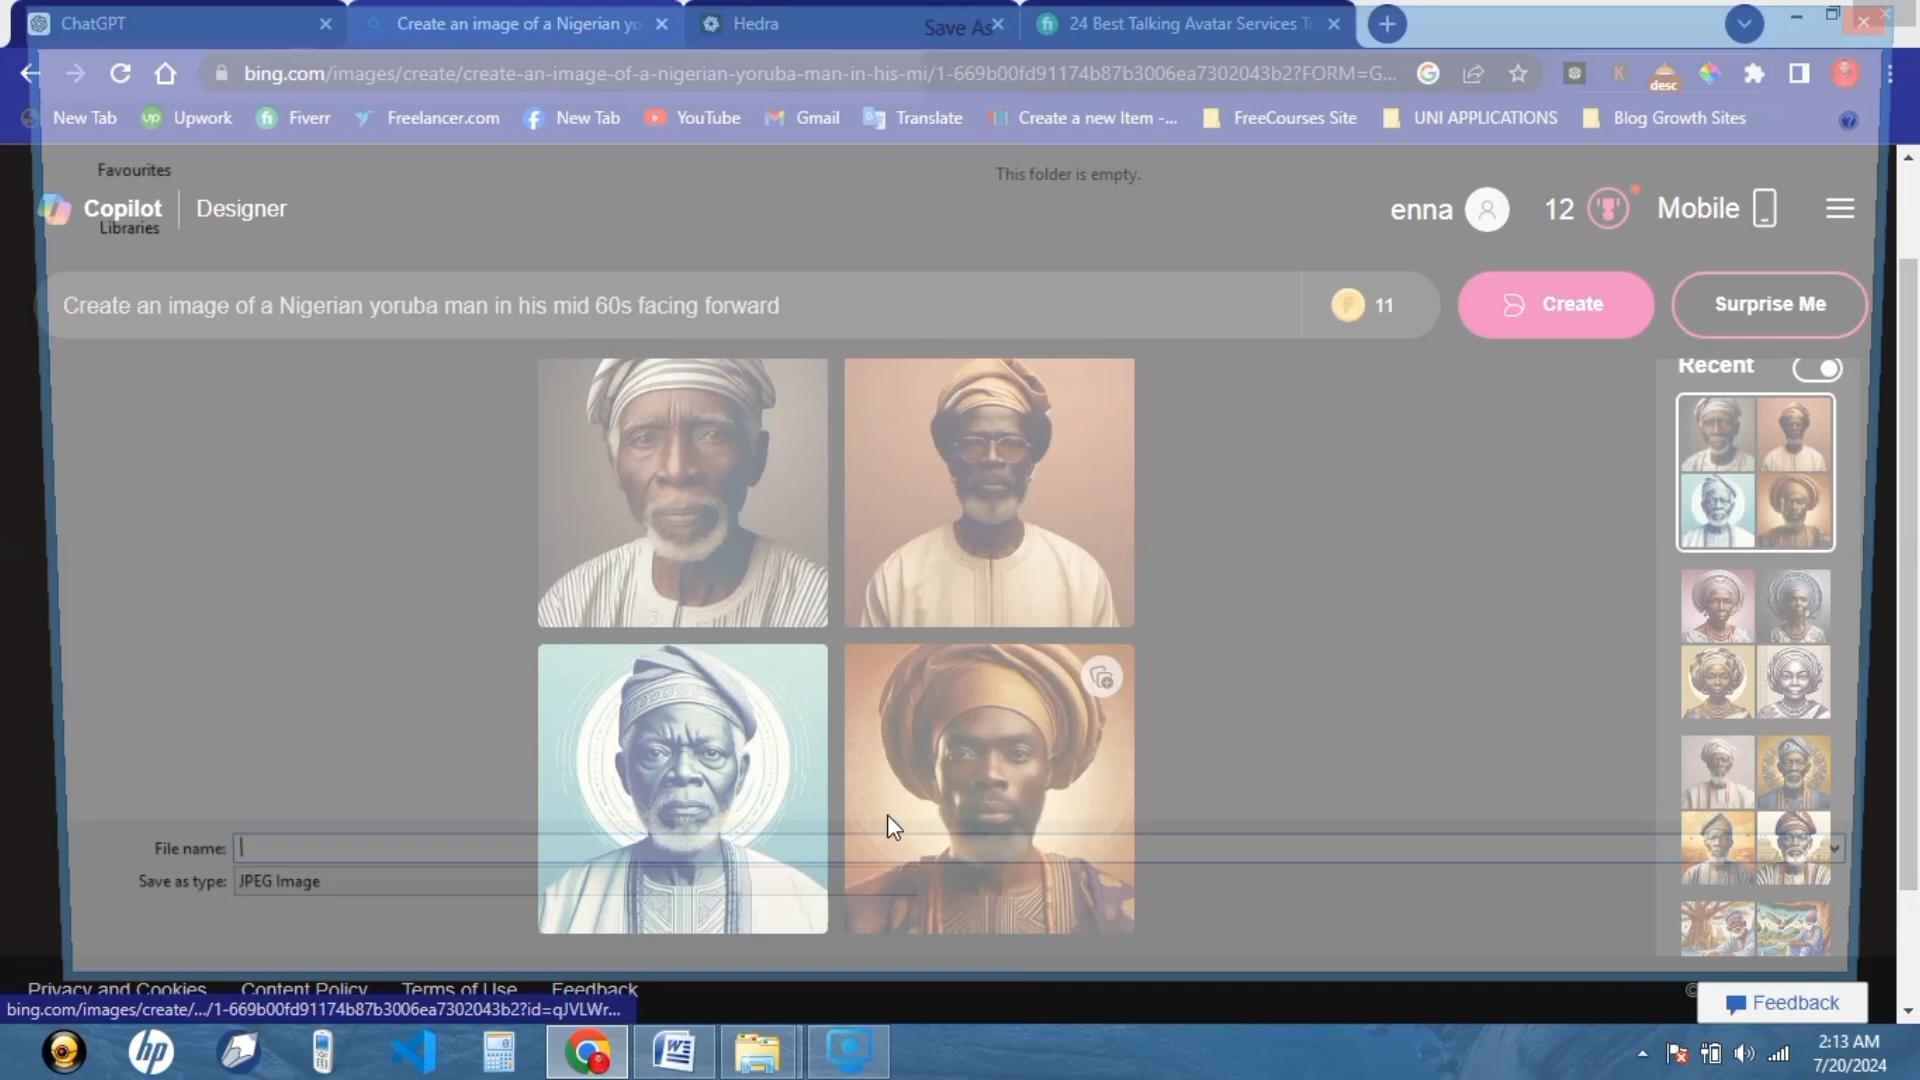 ChatGPT
Create an image of a Nigerian yo
Hedra
Save As
24 Best Talking Avatar Services To
bing.com/images/create/create-an-image-of-a-nigerian-yoruba-man-in-his-mi/1-669b00fd91174b87b3006ea7302043b2?FORM=G...
desc
New Tab
Upwork
Fiverr
Freelancer.com
New Tab
YouTube
Gmail
Translate
Create a new Item -...
FreeCourses Site
UNI APPLICATIONS
Blog Growth Sites
Favourites
This folder is empty.
Copilot
Designer
Libraries
enna
12
Mobile
Create an image of a Nigerian yoruba man in his mid 60s facing forward
11
Create
Surprise Me
Recent
File name:
Save as type: JPEG Image
Privacy and Cookies
Content Policy
Terms of Use
Feedback
©
Feedback
bing.com/images/create/.../1-669b00fd91174b87b3006ea7302043b2?id=qJVLWr...
2:13 AM
7/20/2024